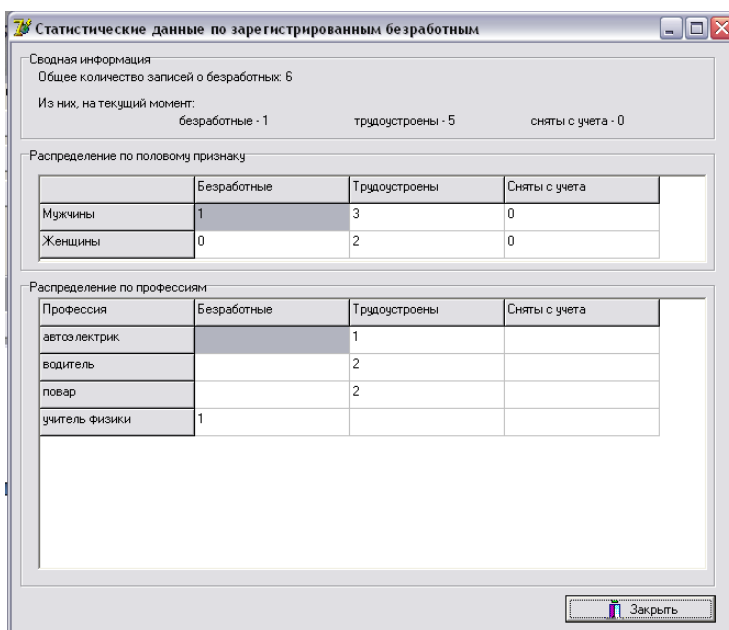 Статистические данные по зарегистрированным безработным
Сводная информация
Общее количество записей о безработных: 6
Из них, на текущий момент:
безработные - 1 трудоустроены - 5 сняты с учета - 0
Распределение по половому признаку
Безработные Трудоустроены Сняты с учета
Мужчины 1 3 0
Женщины 0 2 0
Распределение по профессиям
Профессия Безработные Трудоустроены Сняты с учета
автоэлектрик 1
водитель 2
повар 2
учитель физики 1
Закрыть